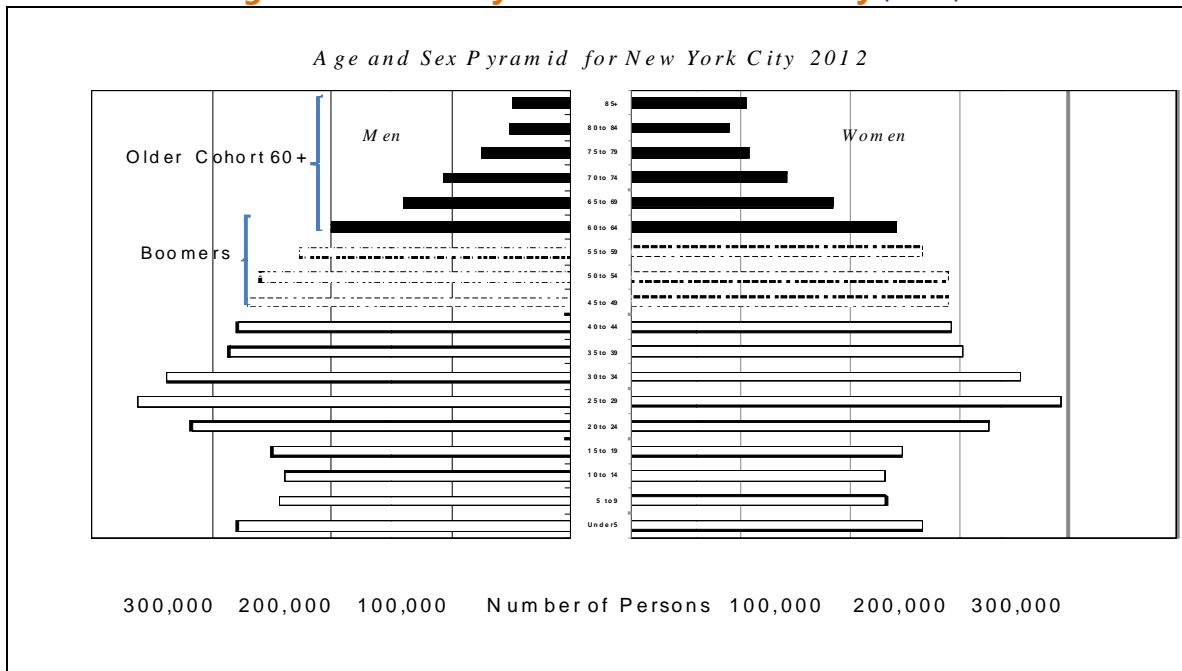 Age and Sex Pyramid for New York City 2012
Men
Women
Older Cohort 60+
Boomers
85+
80 to 84
75 to 79
70 to 74
65 to 69
60 to 64
55 to 59
50 to 54
45 to 49
40 to 44
35 to 39
30 to 34
25 to 29
20 to 24
15 to 19
10 to 14
5 to 9
Under 5
300,000 200,000 100,000 Number of Persons 100,000 200,000 300,000